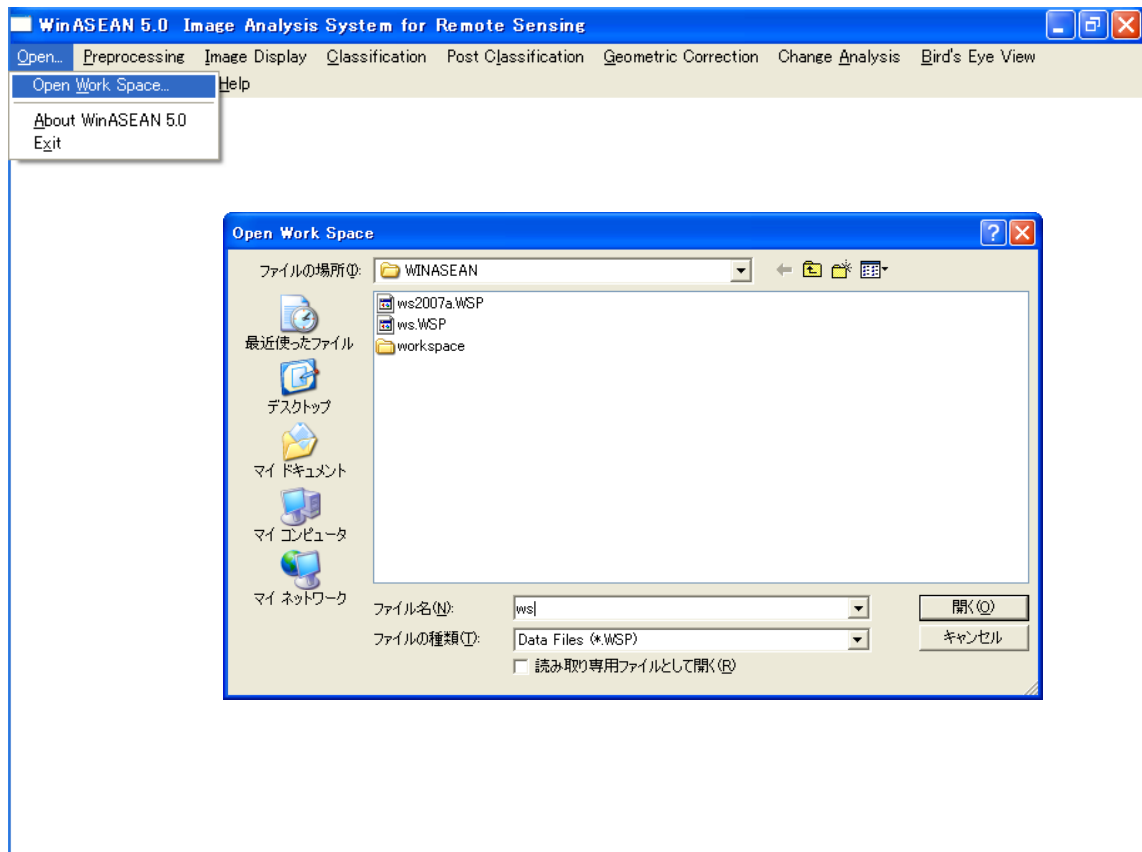 WinASEAN 5.0 Image Analysis System for Remote Sensing
Open... Preprocessing Image Display Classification Post Classification Geometric Correction Change Analysis Bird's Eye View
Open Work Space... Help
About WinASEAN 5.0
Exit
Open Work Space
ファイルの場所(I): WINASEAN
ws2007a.WSP
ws.WSP
workspace
最近使ったファイル
デスクトップ
マイ ドキュメント
マイ コンピュータ
マイ ネットワーク
ファイル名(N): ws 開く(O)
ファイルの種類(T): Data Files (*.WSP) キャンセル
読み取り専用ファイルとして開く(R)